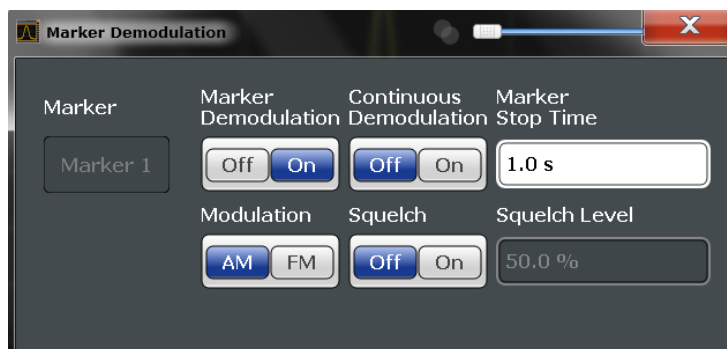 Marker Demodulation
X
Marker
Marker Demodulation
Continuous Demodulation
Marker Stop Time
Marker 1
Off On
Off On
1.0 s
Modulation
Squelch
Squelch Level
AM FM
Off On
50.0 %